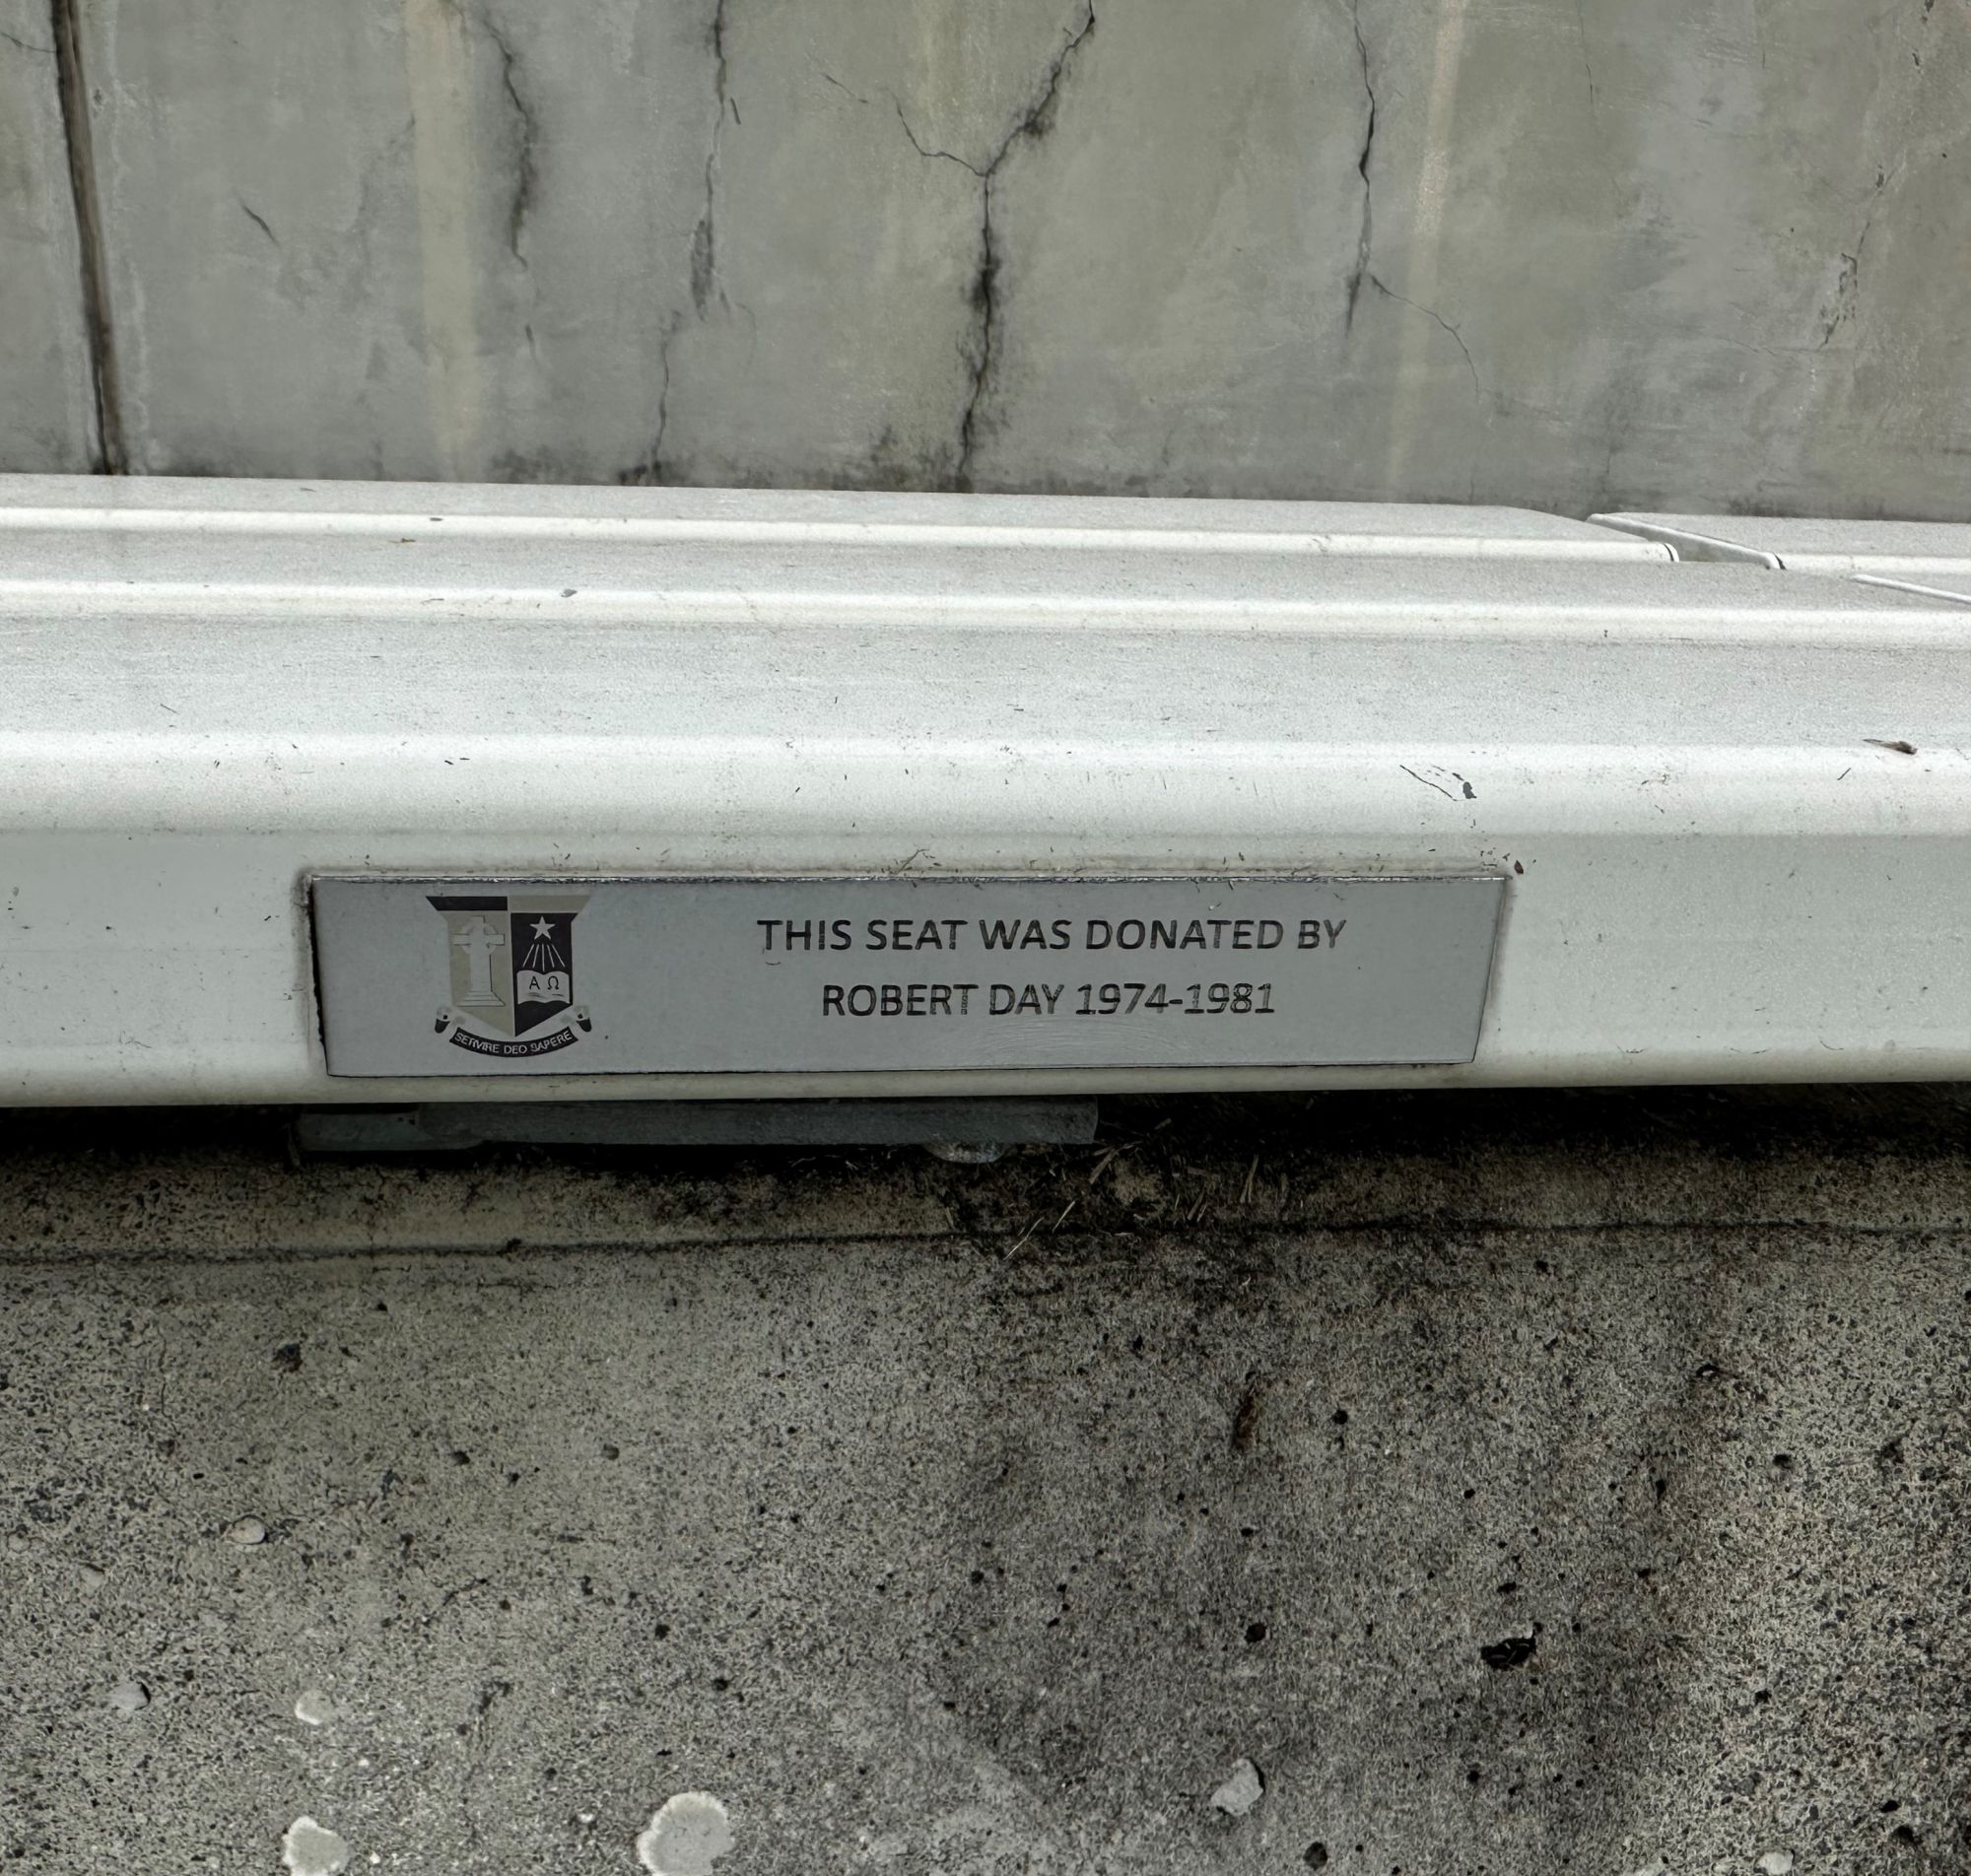 THIS SEAT WAS DONATED BY
ROBERT DAY 1974-1981
Α Ω
SERVIRE DEO SAPERE